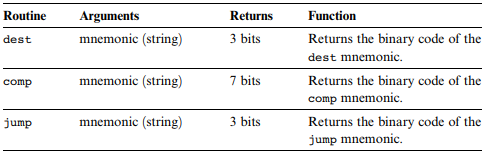 Routine Arguments Returns Function
dest mnemonic (string) 3 bits Returns the binary code of the
dest mnemonic.
comp mnemonic (string) 7 bits Returns the binary code of the
comp mnemonic.
jump mnemonic (string) 3 bits Returns the binary code of the
jump mnemonic.